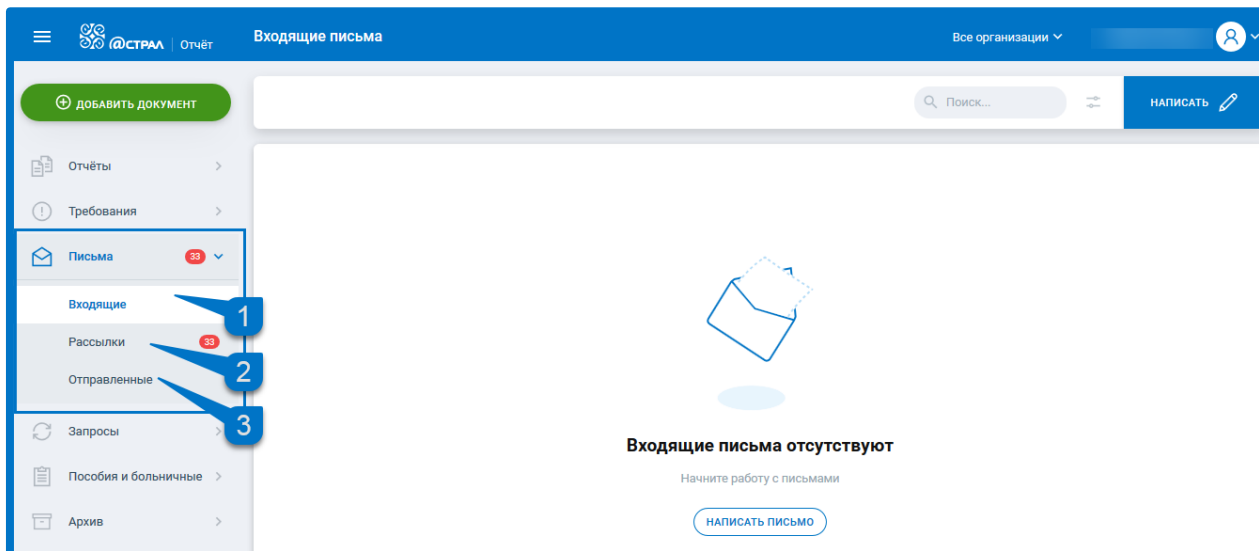 @СТРАЛ | Отчёт
Входящие письма
Все организации
ДОБАВИТЬ ДОКУМЕНТ
Поиск...
НАПИСАТЬ
Отчёты
Требования
Письма 33
Входящие
1
Рассылки 33
2
Отправленные
3
Запросы
Пособия и больничные
Архив
Входящие письма отсутствуют
Начните работу с письмами
НАПИСАТЬ ПИСЬМО